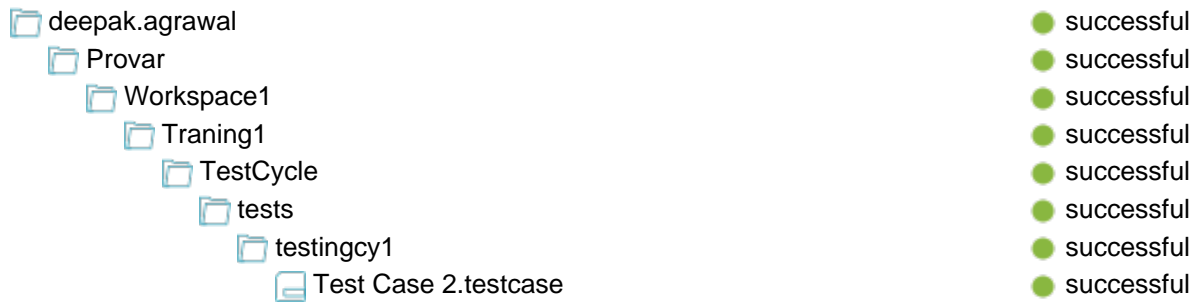 deepak.agrawal successful
Provar successful
Workspace1 successful
Traning1 successful
TestCycle successful
tests successful
testingcy1 successful
Test Case 2.testcase successful